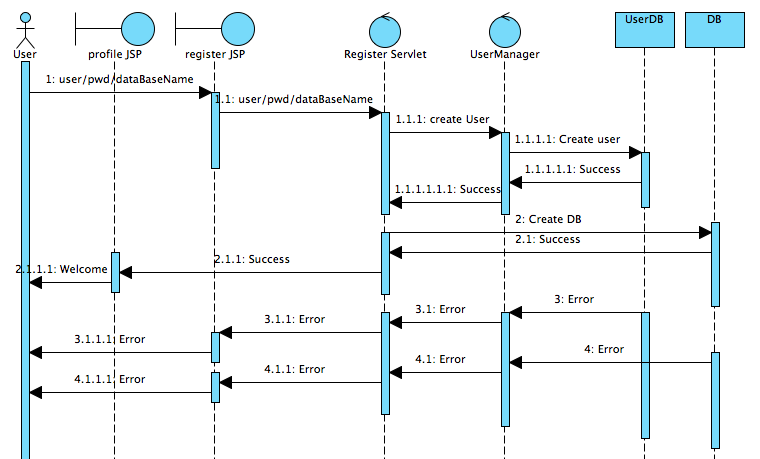 UserDB
DB
User
profile JSP
register JSP
Register Servlet
UserManager
1: user/pwd/dataBaseName
1.1: user/pwd/dataBaseName
1.1.1: create User
1.1.1.1: Create user
1.1.1.1.1: Success
1.1.1.1.1.1: Success
2: Create DB
2.1: Success
2.1.1: Success
2.1.1.1: Welcome
3: Error
3.1: Error
3.1.1: Error
3.1.1.1: Error
4: Error
4.1: Error
4.1.1: Error
4.1.1.1: Error